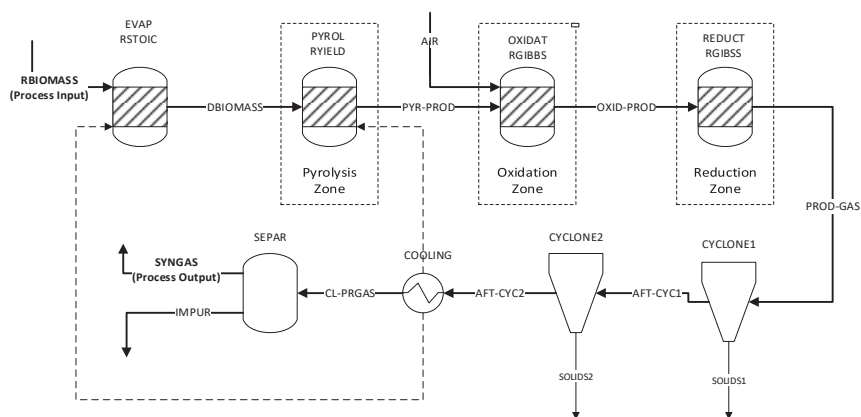 EVAP
RSTOIC
PYROL
RYIELD
AIR
OXIDAT
RGIBBS
REDUCT
RGIBSS
RBIOMASS
(Process Input)
DBIOMASS
PYR-PROD
OXID-PROD
Pyrolysis
Zone
Oxidation
Zone
Reduction
Zone
PROD-GAS
SEPAR
COOLING
CYCLONE2
CYCLONE1
SYNGAS
(Process Output)
CL-PRGAS
AFT-CYC2
AFT-CYC1
IMPUR
SOLIDS2
SOLIDS1